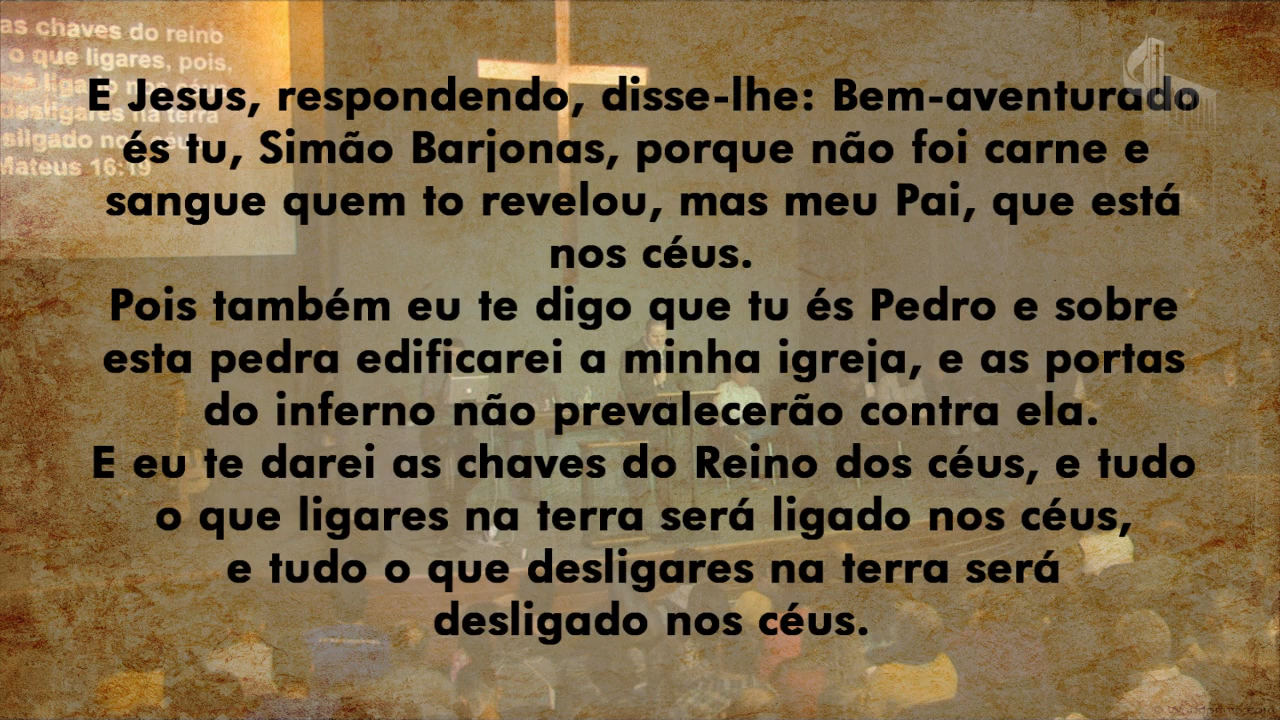 as chaves do reino
o que ligares, pois,
na terra
Mateus 16:19
E Jesus, respondendo, disse-lhe: Bem-aventurado
és tu, Simão Barjonas, porque não foi carne e
sangue quem to revelou, mas meu Pai, que está
nos céus.
Pois também eu te digo que tu és Pedro e sobre
esta pedra edificarei a minha igreja, e as portas
do inferno não prevalecerão contra ela.
E eu te darei as chaves do Reino dos céus, e tudo
o que ligares na terra será ligado nos céus,
e tudo o que desligares na terra será
desligado nos céus.